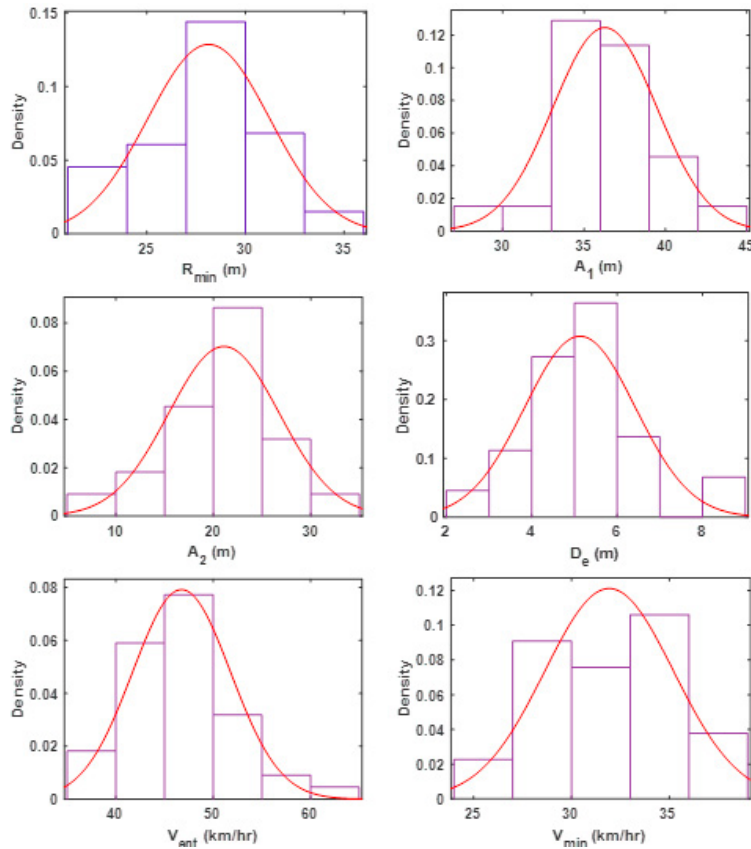 0.15
0.1
0.05
0
Density
25 30 35
R_min (m)
0.12
0.1
0.08
0.06
0.04
0.02
0
Density
30 35 40 45
A_1 (m)
0.08
0.06
0.04
0.02
0
Density
10 20 30
A_2 (m)
0.3
0.2
0.1
0
Density
2 4 6 8
D_e (m)
0.08
0.06
0.04
0.02
0
Density
40 50 60
V_ent (km/hr)
0.12
0.1
0.08
0.06
0.04
0.02
0
Density
25 30 35
V_min (km/hr)